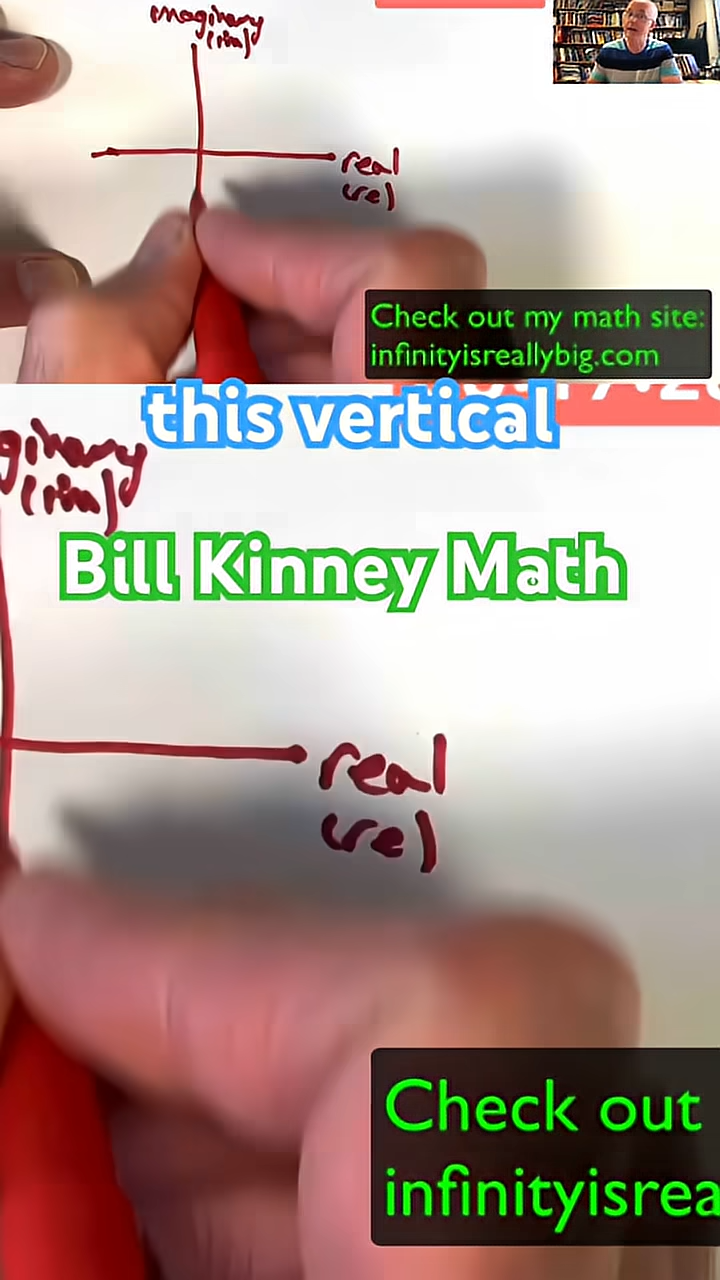 imaginary
(im)
real
(re)
Check out my math site:
infinityisreallybig.com
this vertical
ginary
(im)
Bill Kinney Math
real
(re)
Check out
infinityisrea